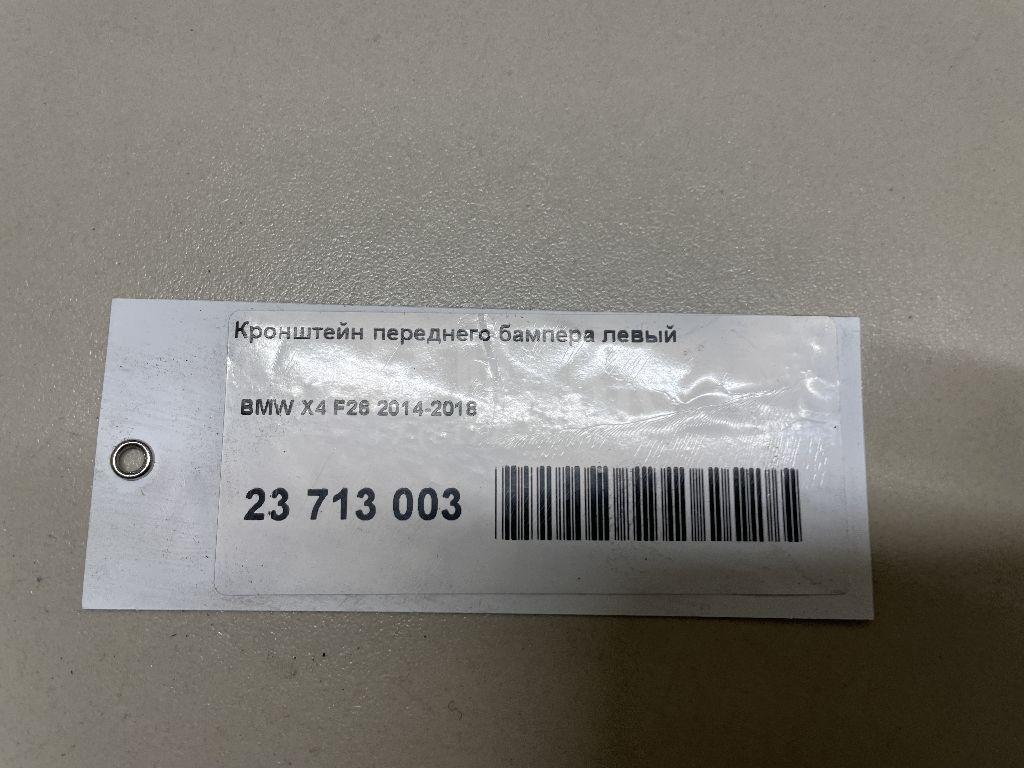 Кронштейн переднего бампера левый
BMW X4 F26 2014-2018
23 713 003